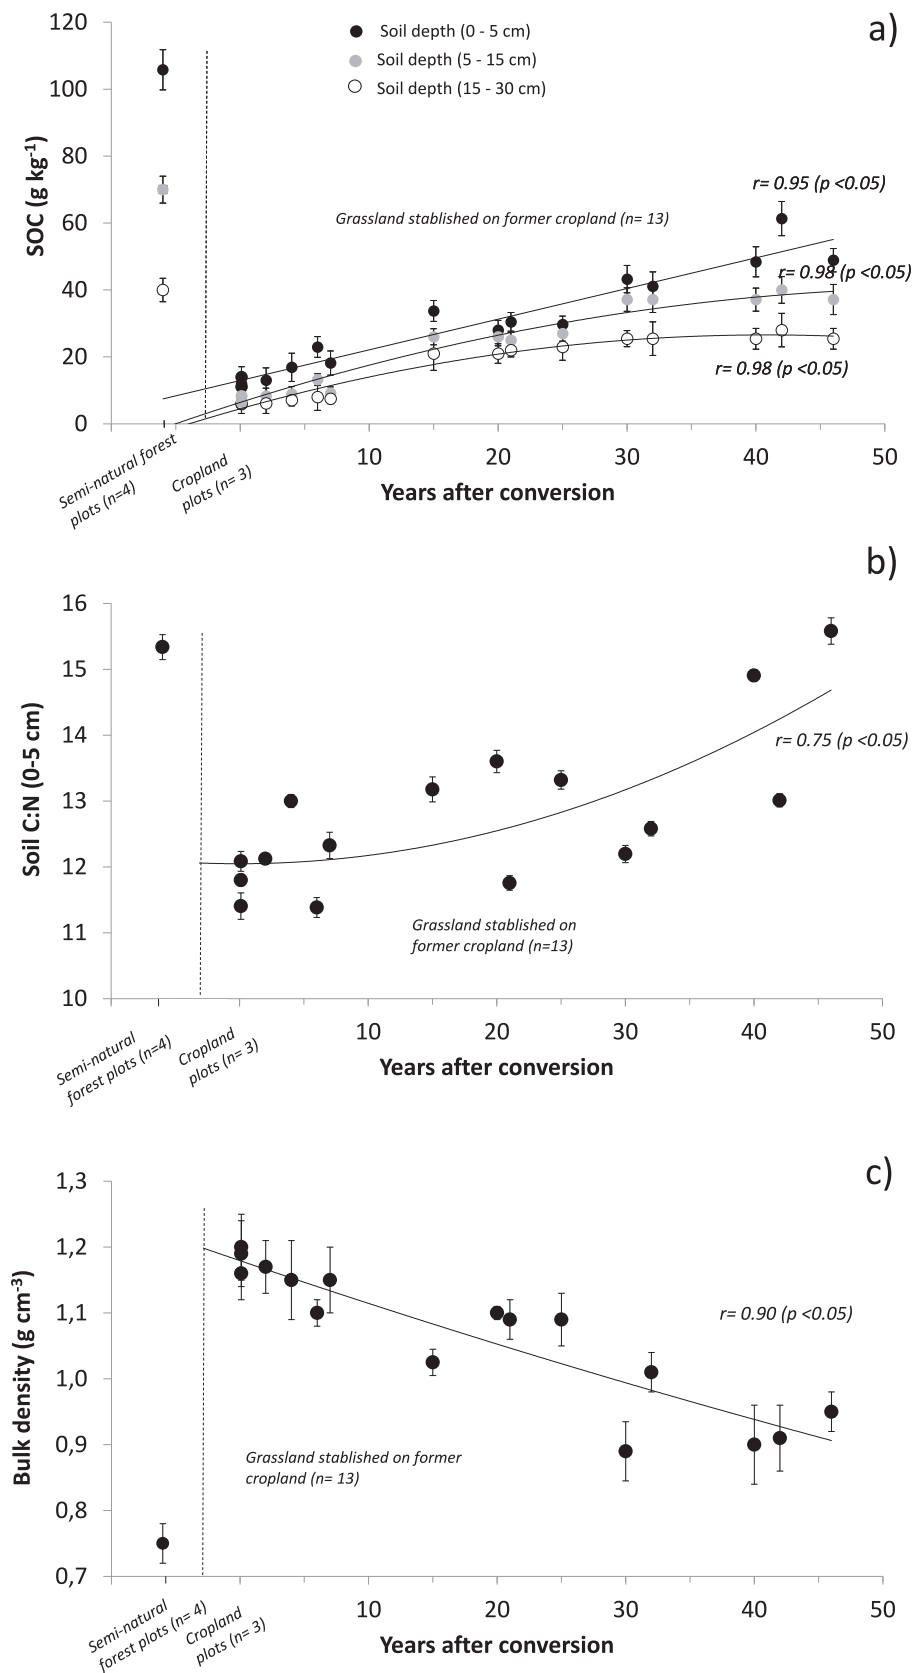 a)
Soil depth (0 - 5 cm)
Soil depth (5 - 15 cm)
Soil depth (15 - 30 cm)
120
100
80
60
40
20
0
SOC (g kg-1)
r= 0.95 (p <0.05)
Grassland stablished on former cropland (n= 13)
r= 0.98 (p <0.05)
r= 0.98 (p <0.05)
10
20
30
40
50
Semi-natural forest
plots (n=4)
Cropland
plots (n= 3)
Years after conversion
b)
16
15
14
13
12
11
10
Soil C:N (0-5 cm)
r= 0.75 (p <0.05)
Grassland stablished on
former cropland (n=13)
10
20
30
40
50
Semi-natural
forest plots (n=4)
Cropland
plots (n= 3)
Years after conversion
c)
1,3
1,2
1,1
1,0
0,9
0,8
0,7
Bulk density (g cm-3)
r= 0.90 (p <0.05)
Grassland stablished on former
cropland (n= 13)
10
20
30
40
50
Semi-natural
forest plots (n= 4)
Cropland
plots (n= 3)
Years after conversion